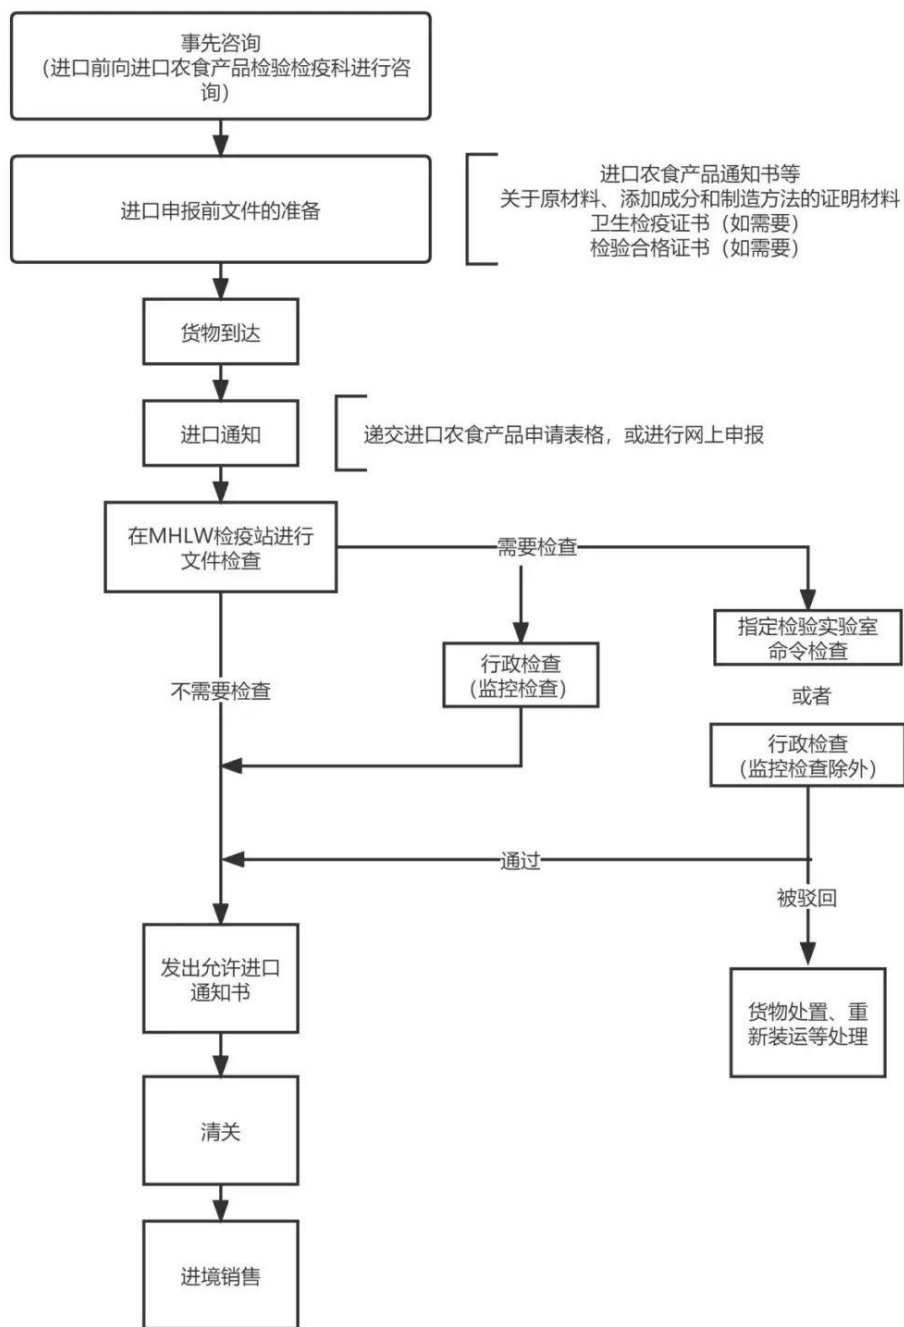 事先咨询
（进口前向进口农食产品检验检疫科进行咨
询）
进口申报前文件的准备
进口农食产品通知书等
关于原材料、添加成分和制造方法的证明材料
卫生检疫证书（如需要）
检验合格证书（如需要）
货物到达
进口通知
递交进口农食产品申请表格，或进行网上申报
在MHLW检疫站进行
文件检查
需要检查
指定检验实验室
命令检查
行政检查
（监控检查）
不需要检查
或者
行政检查
（监控检查除外）
通过
被驳回
发出允许进口
通知书
货物处置、重
新装运等处理
清关
进境销售